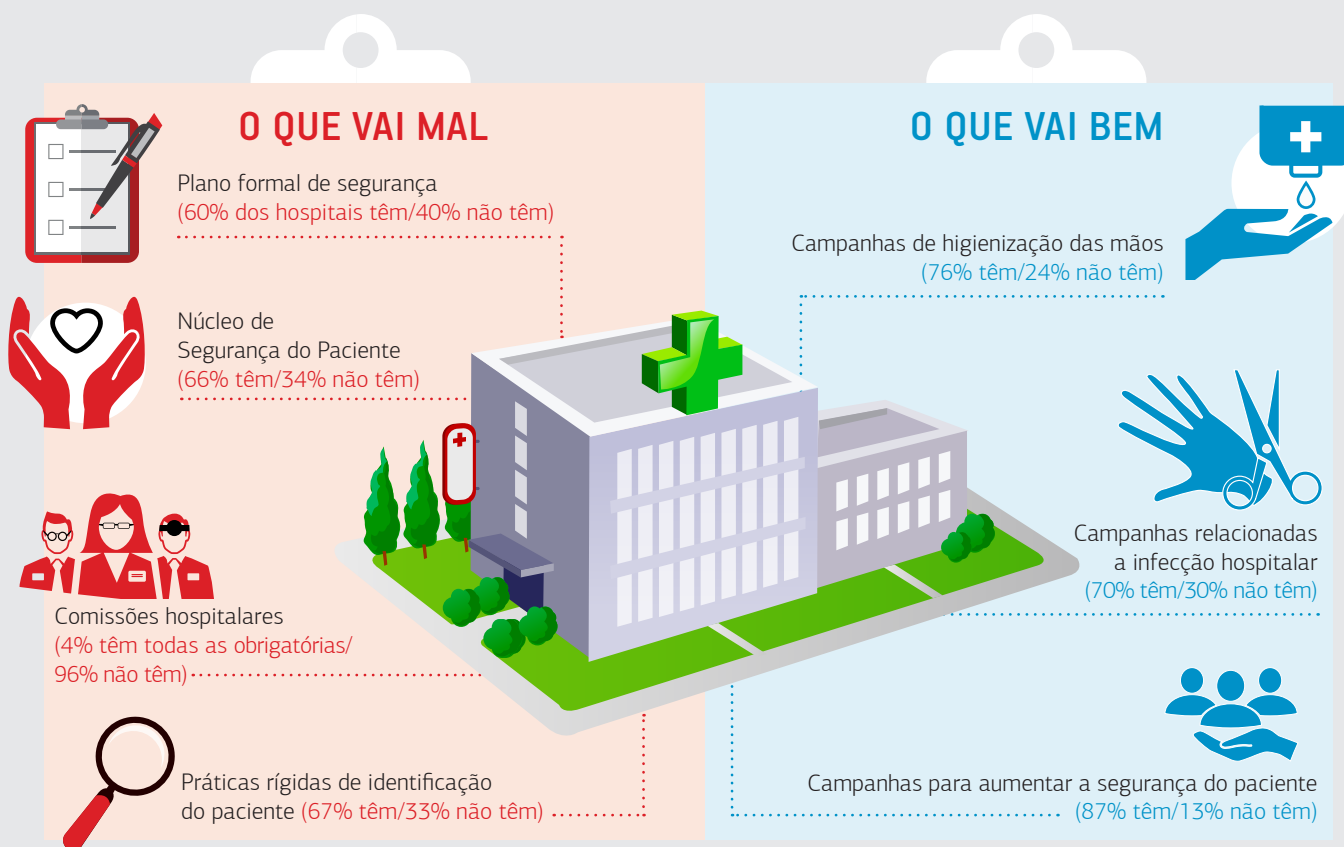 O QUE VAI MAL
Plano formal de segurança
(60% dos hospitais têm/40% não têm)
Núcleo de
Segurança do Paciente
(66% têm/34% não têm)
Comissões hospitalares
(4% têm todas as obrigatórias/
96% não têm)
Práticas rígidas de identificação
do paciente (67% têm/33% não têm)
O QUE VAI BEM
Campanhas de higienização das mãos
(76% têm/24% não têm)
Campanhas relacionadas
a infecção hospitalar
(70% têm/30% não têm)
Campanhas para aumentar a segurança do paciente
(87% têm/13% não têm)